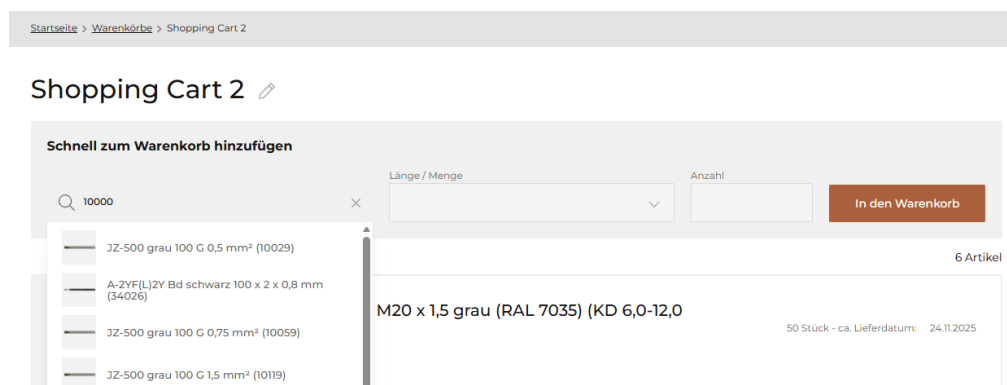 Startseite > Warenkörbe > Shopping Cart 2
Shopping Cart 2
Schnell zum Warenkorb hinzufügen
Länge / Menge
Anzahl
10000
In den Warenkorb
JZ-500 grau 100 G 0,5 mm² (10029)
6 Artikel
A-2YF(L)2Y Bd schwarz 100 x 2 x 0,8 mm
(34026)
M20 x 1,5 grau (RAL 7035) (KD 6,0-12,0
50 Stück - ca. Lieferdatum: 24.11.2025
JZ-500 grau 100 G 0,75 mm² (10059)
JZ-500 grau 100 G 1,5 mm² (10119)